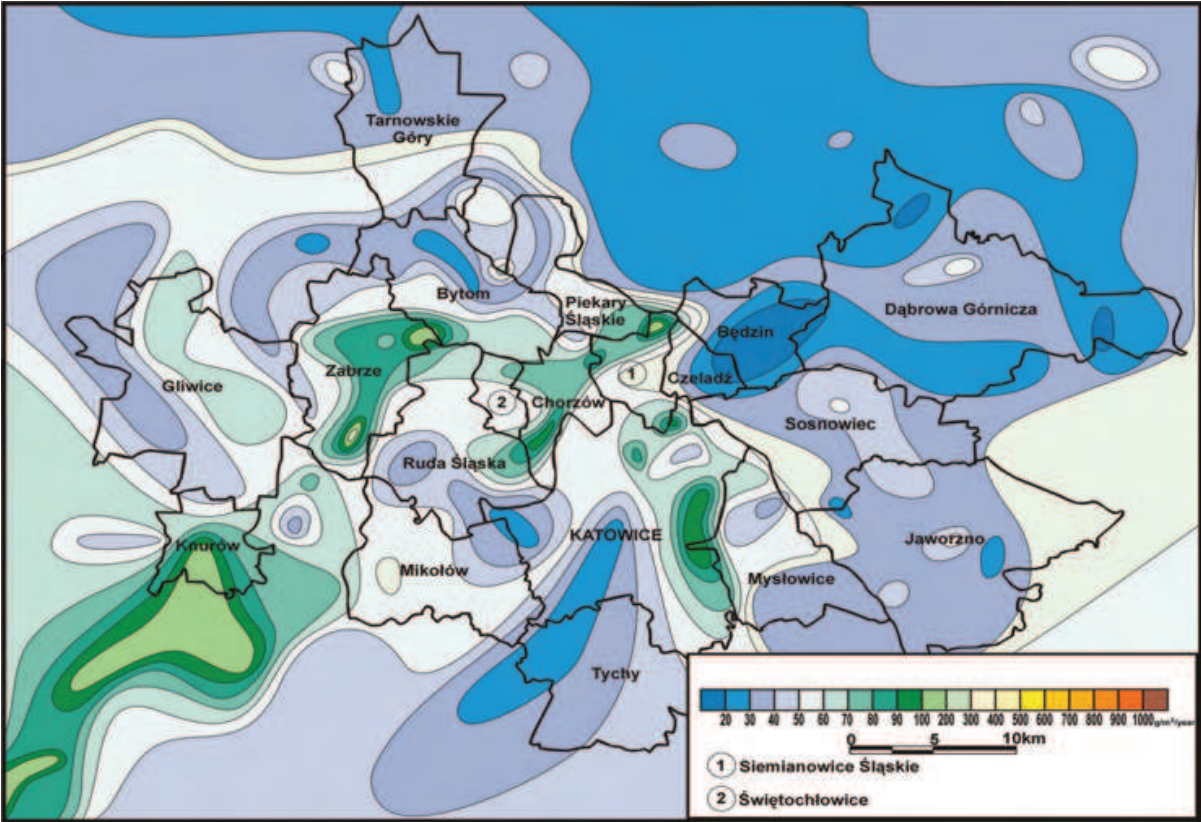 Tarnowskie
Góry
Bytom
Piekary
Śląskie
Będzin
Dąbrowa Górnicza
Gliwice
Zabrze
1
Czeladź
2
Chorzów
Sosnowiec
Ruda Śląska
Knurów
KATOWICE
Jaworzno
Mikołów
Mysłowice
Tychy
20 30 40 50 60 70 80 90 100 200 300 400 500 600 700 800 900 1000 g/m²/year
0 5 10km
1 Siemianowice Śląskie
2 Świętochłowice